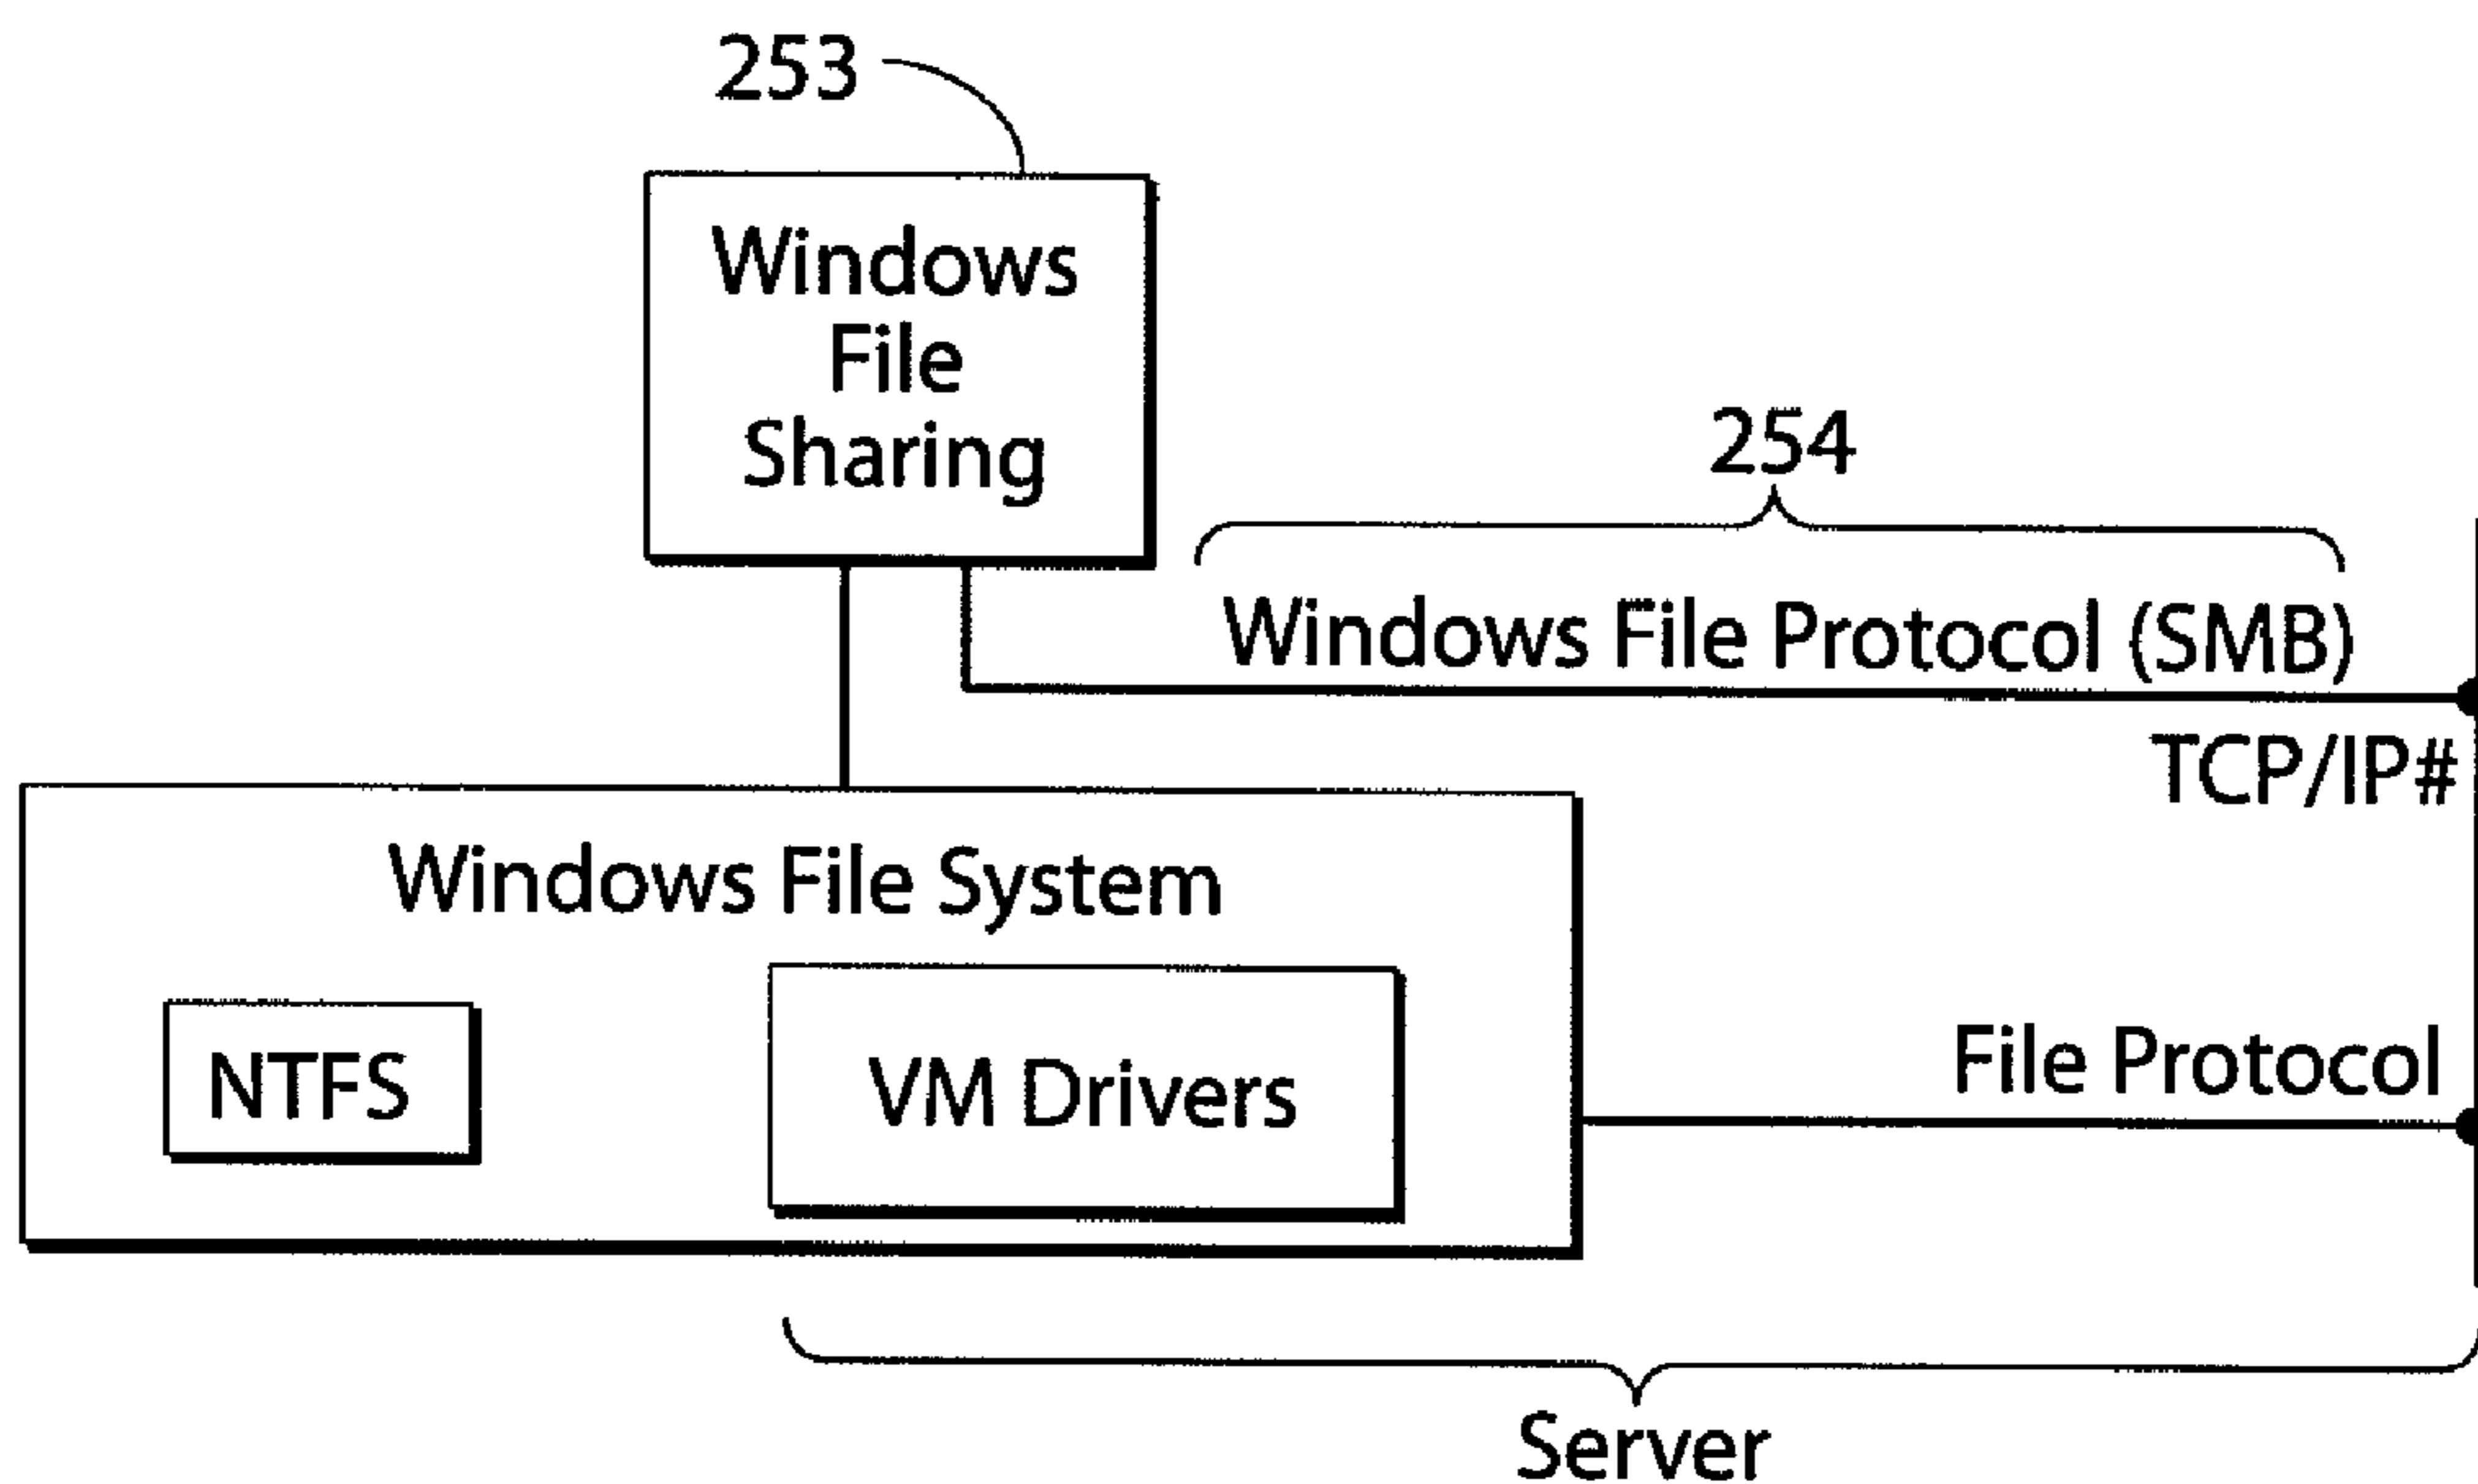 253
Windows
File
Sharing
254
Windows File Protocol (SMB)
TCP/IP#
Windows File System
NTFS
VM Drivers
File Protocol
Server